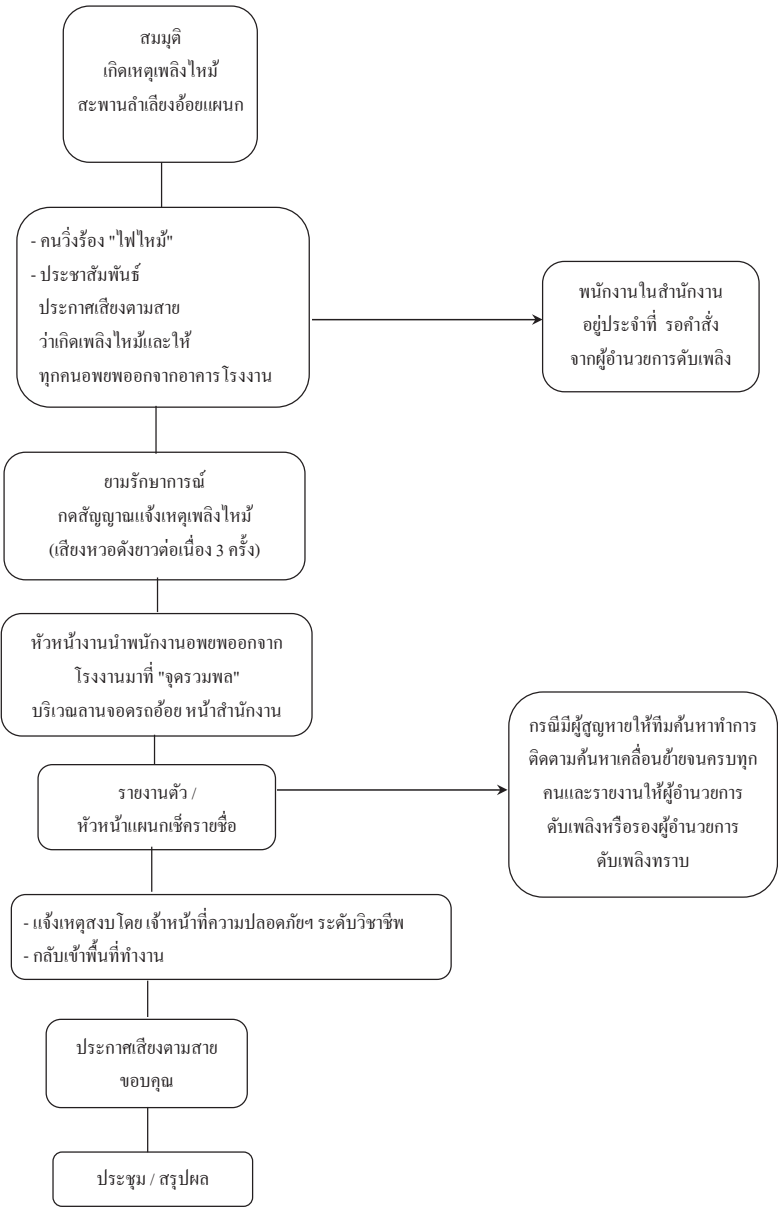 สมมุติ
เกิดเหตุเพลิงไหม้
สะพานลำเลียงอ้อยแผนก
- คนวิ่งร้อง "ไฟไหม้"
- ประชาสัมพันธ์
ประกาศเสียงตามสาย
ว่าเกิดเพลิงไหม้และให้
ทุกคนอพยพออกจากอาคารโรงงาน
พนักงานในสำนักงาน
อยู่ประจำที่ รอคำสั่ง
จากผู้อำนวยการดับเพลิง
ยามรักษาการณ์
กดสัญญาณแจ้งเหตุเพลิงไหม้
(เสียงหวอดังยาวต่อเนื่อง 3 ครั้ง)
หัวหน้างานนำพนักงานอพยพออกจาก
โรงงานมาที่ "จุดรวมพล"
บริเวณลานจอดรถอ้อย หน้าสำนักงาน
รายงานตัว /
หัวหน้าแผนกเช็ครายชื่อ
กรณีมีผู้สูญหายให้ทีมค้นหาทำการ
ติดตามค้นหาเคลื่อนย้ายจนครบทุก
คนและรายงานให้ผู้อำนวยการ
ดับเพลิงหรือรองผู้อำนวยการ
ดับเพลิงทราบ
- แจ้งเหตุสงบโดย เจ้าหน้าที่ความปลอดภัยฯ ระดับวิชาชีพ
- กลับเข้าพื้นที่ทำงาน
ประกาศเสียงตามสาย
ขอบคุณ
ประชุม / สรุปผล